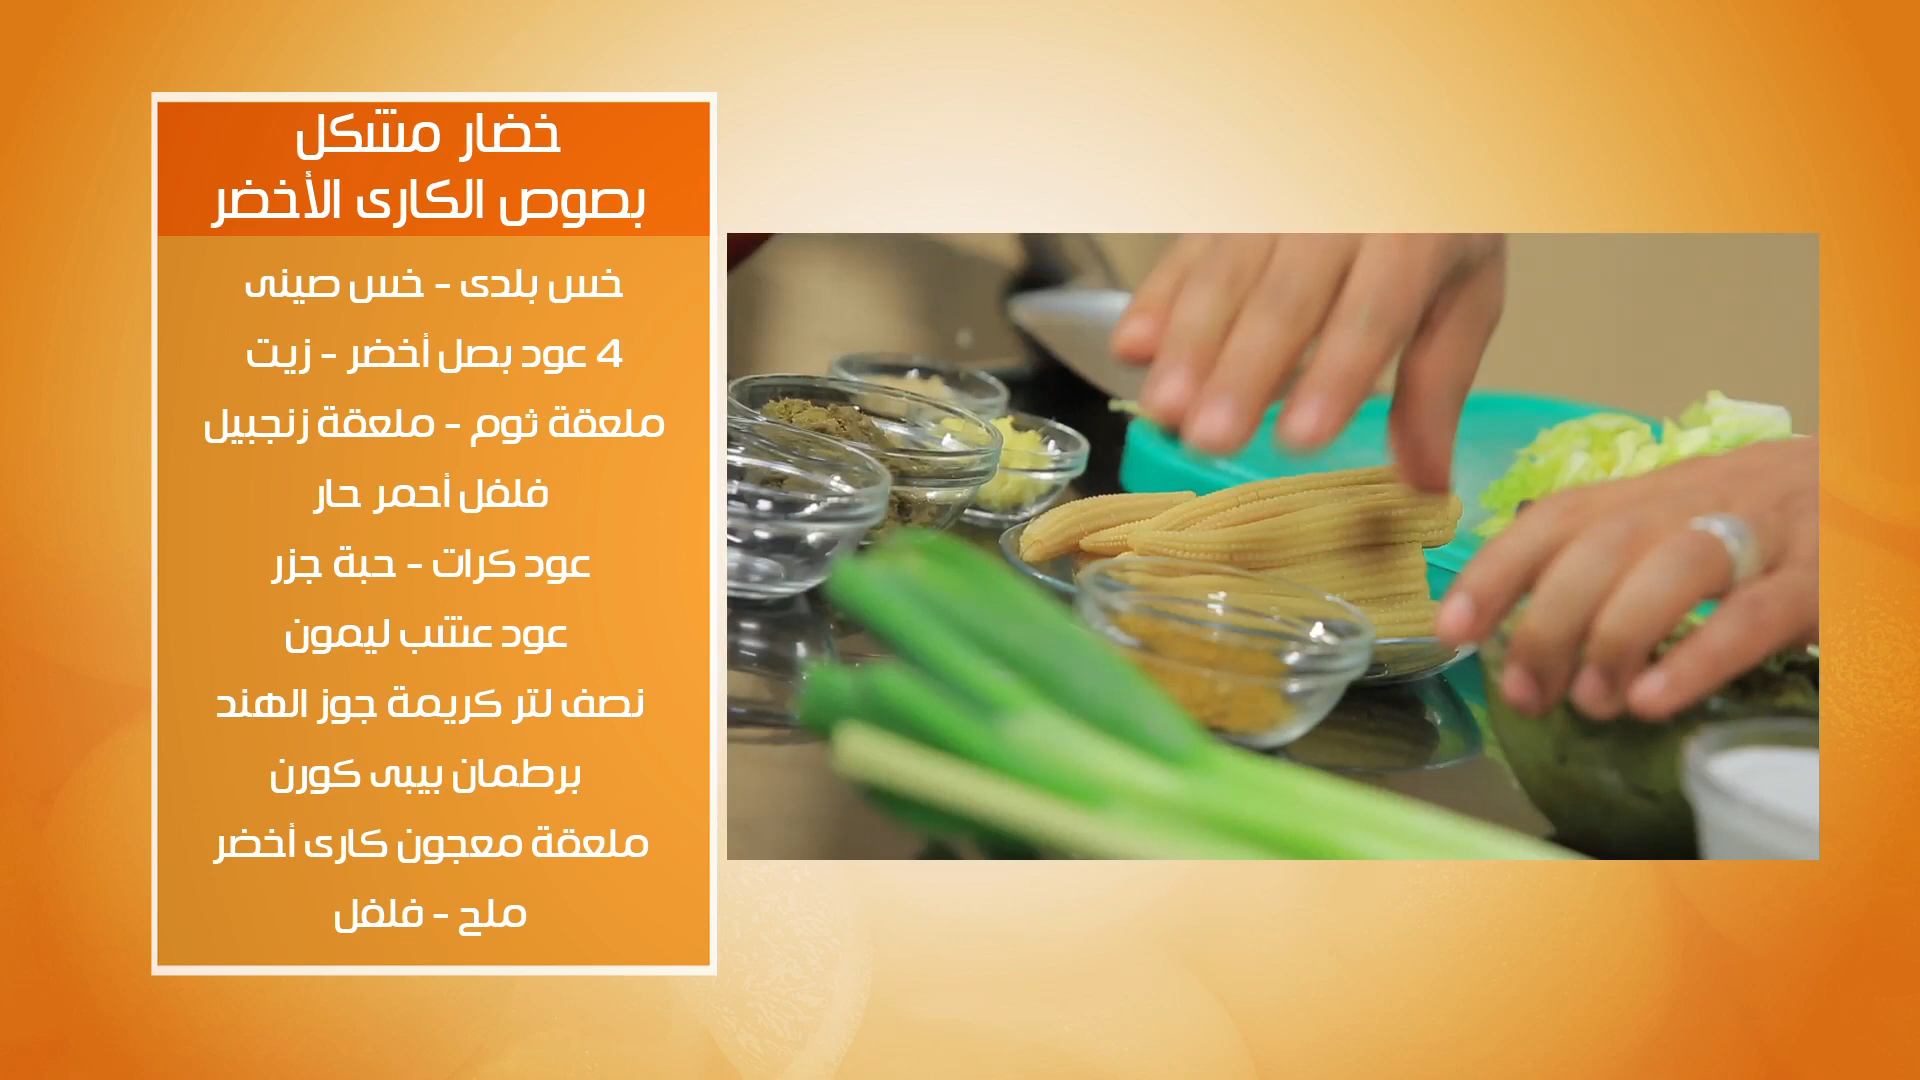 خضار مشكل
بصوص الكارى الأخضر
خس بلدى - خس صينى
4 عود بصل أخضر - زيت
ملعقة ثوم - ملعقة زنجبيل
فلفل أحمر حار
عود كرات - حبة جزر
عود عشب ليمون
نصف لتر كريمة جوز الهند
برطمان بيبى كورن
ملعقة معجون كارى أخضر
ملح - فلفل